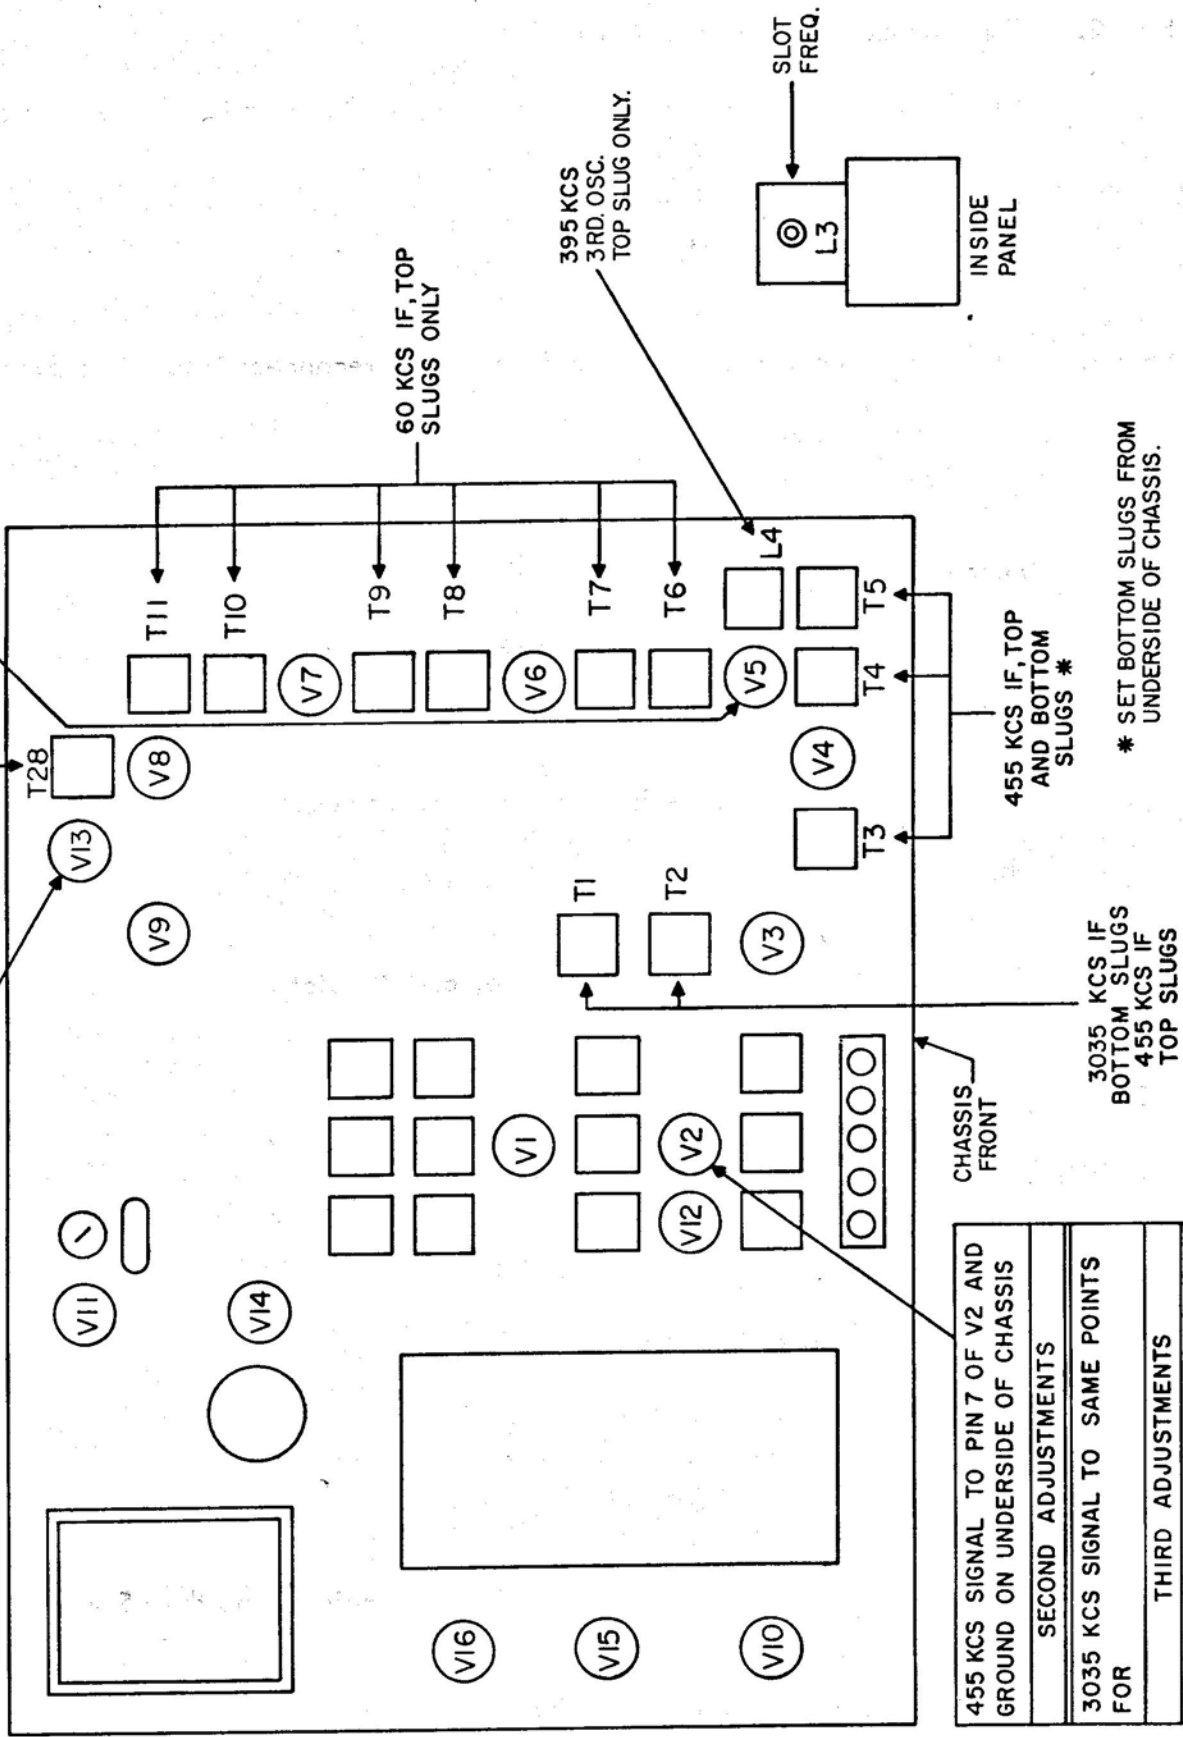 SLOT
FREQ.
395 KCS
3RD. OSC.
TOP SLUG ONLY.
L3
INSIDE
PANEL
60 KCS IF, TOP
SLUGS ONLY
T11
T10
T9
T8
T7
T6
L4
T5
T4
T3
V7
V6
V5
V4
T28
V8
V13
V9
T1
T2
V3
455 KCS IF, TOP
AND BOTTOM
SLUGS *
* SET BOTTOM SLUGS FROM
UNDERSIDE OF CHASSIS.
3035 KCS IF
BOTTOM SLUGS
455 KCS IF
TOP SLUGS
CHASSIS
FRONT
V1
V2
V12
V11
V14
V16
V15
V10
455 KCS SIGNAL TO PIN 7 OF V2 AND
GROUND ON UNDERSIDE OF CHASSIS
SECOND ADJUSTMENTS
3035 KCS SIGNAL TO SAME POINTS
FOR
THIRD ADJUSTMENTS